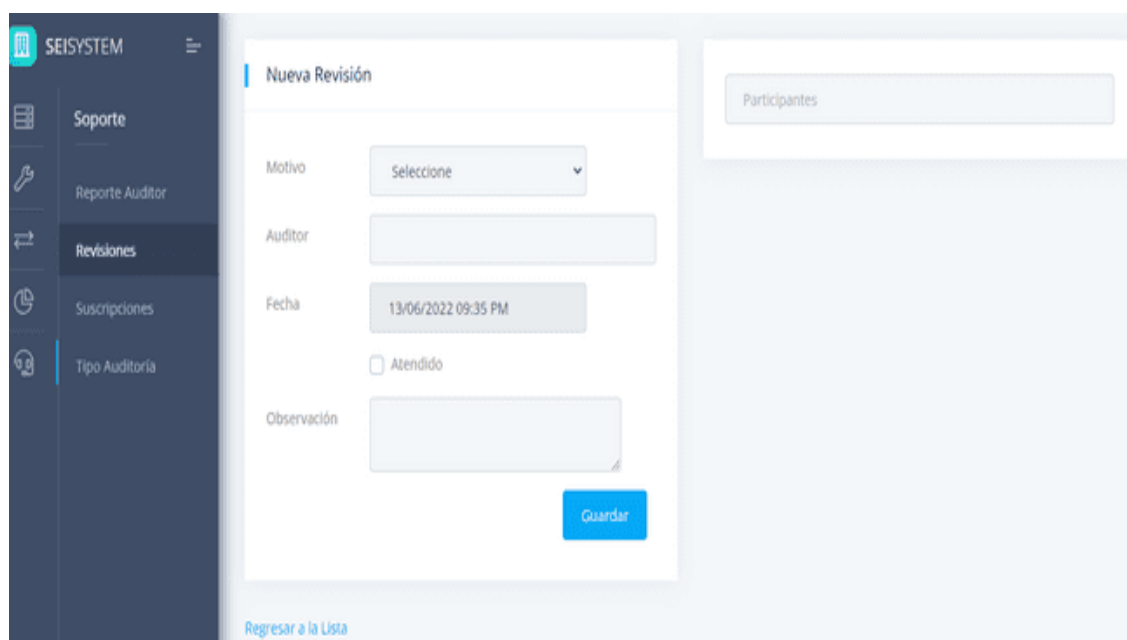 SEISYSTEM
Soporte
Reporte Auditor
Revisiones
Suscripciones
Tipo Auditoría
Nueva Revisión
Motivo
Seleccione
Auditor
Fecha
13/06/2022 09:35 PM
Atendido
Observación
Guardar
Regresar a la Lista
Participantes